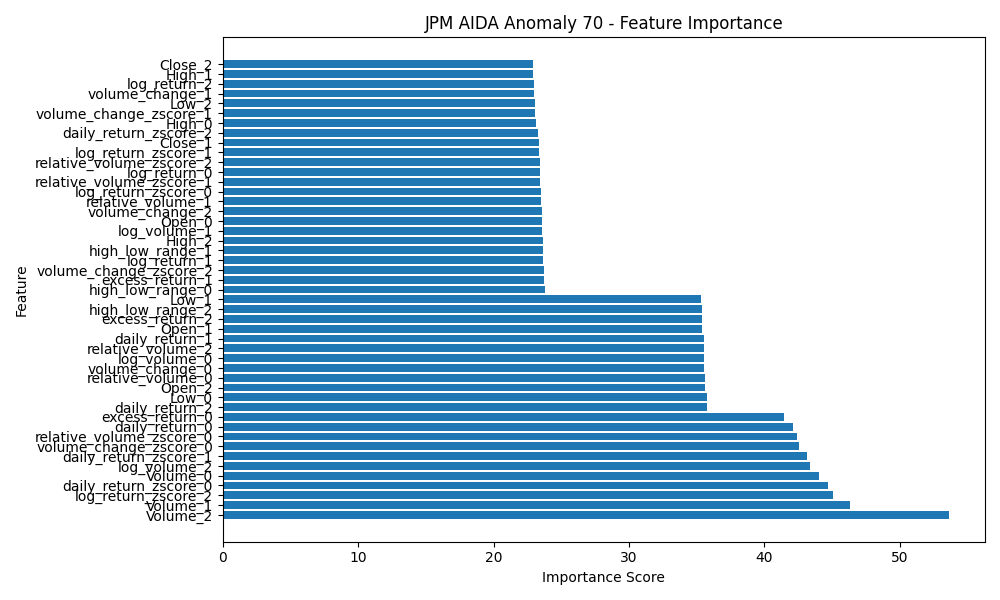 JPM AIDA Anomaly 70 - Feature Importance
Feature
Close_2
High_1
log_return_2
volume_change_1
Low_2
volume_change_zscore_1
High_0
daily_return_zscore_2
Close_1
log_return_zscore_1
relative_volume_zscore_2
log_return_0
relative_volume_zscore_1
log_return_zscore_0
relative_volume_1
volume_change_2
Open_0
log_volume_1
High_2
high_low_range_1
log_return_1
volume_change_zscore_2
excess_return_1
high_low_range_0
Low_1
high_low_range_2
excess_return_2
Open_1
daily_return_1
relative_volume_2
log_volume_0
volume_change_0
relative_volume_0
Open_2
Low_0
daily_return_2
excess_return_0
daily_return_0
relative_volume_zscore_0
volume_change_zscore_0
daily_return_zscore_1
log_volume_2
Volume_0
daily_return_zscore_0
log_return_zscore_2
Volume_1
Volume_2
0 10 20 30 40 50
Importance Score